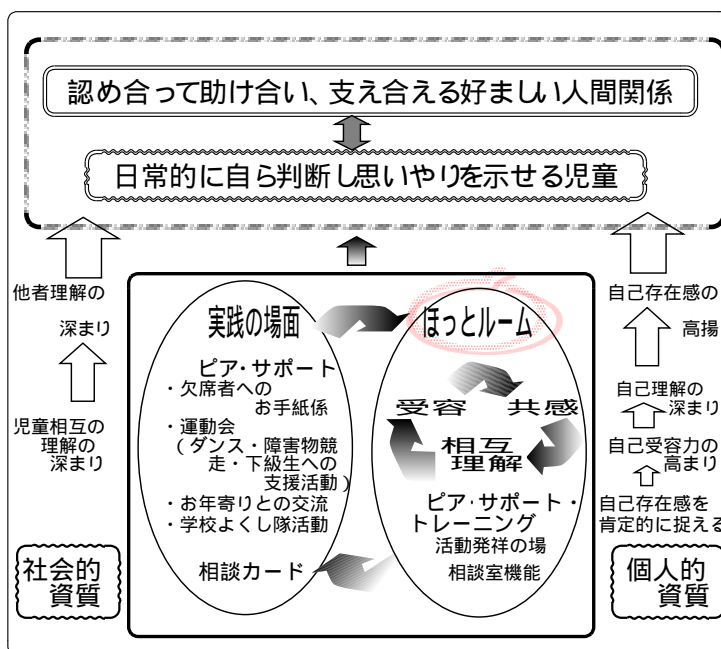 認め合って助け合い、支え合える好ましい人間関係
日常的に自ら判断し思いやりを示せる児童
他者理解の
深まり
児童相互の
理解の
深まり
社会的
資質
実践の場面
ピア・サポート
・欠席者への
お手紙係
・運動会
(ダンス・障害物競
走・下級生への
支援活動)
・お年寄りとの交流
・学校よくし隊活動
相談カード
ほっとルーム
受容 共感
相互
理解
ピア・サポート・
トレーニング
活動発祥の場
相談室機能
自己存在感の
高揚
自己理解の
深まり
自己受容力の
高まり
自己存在感を
肯定的に捉える
個人的
資質